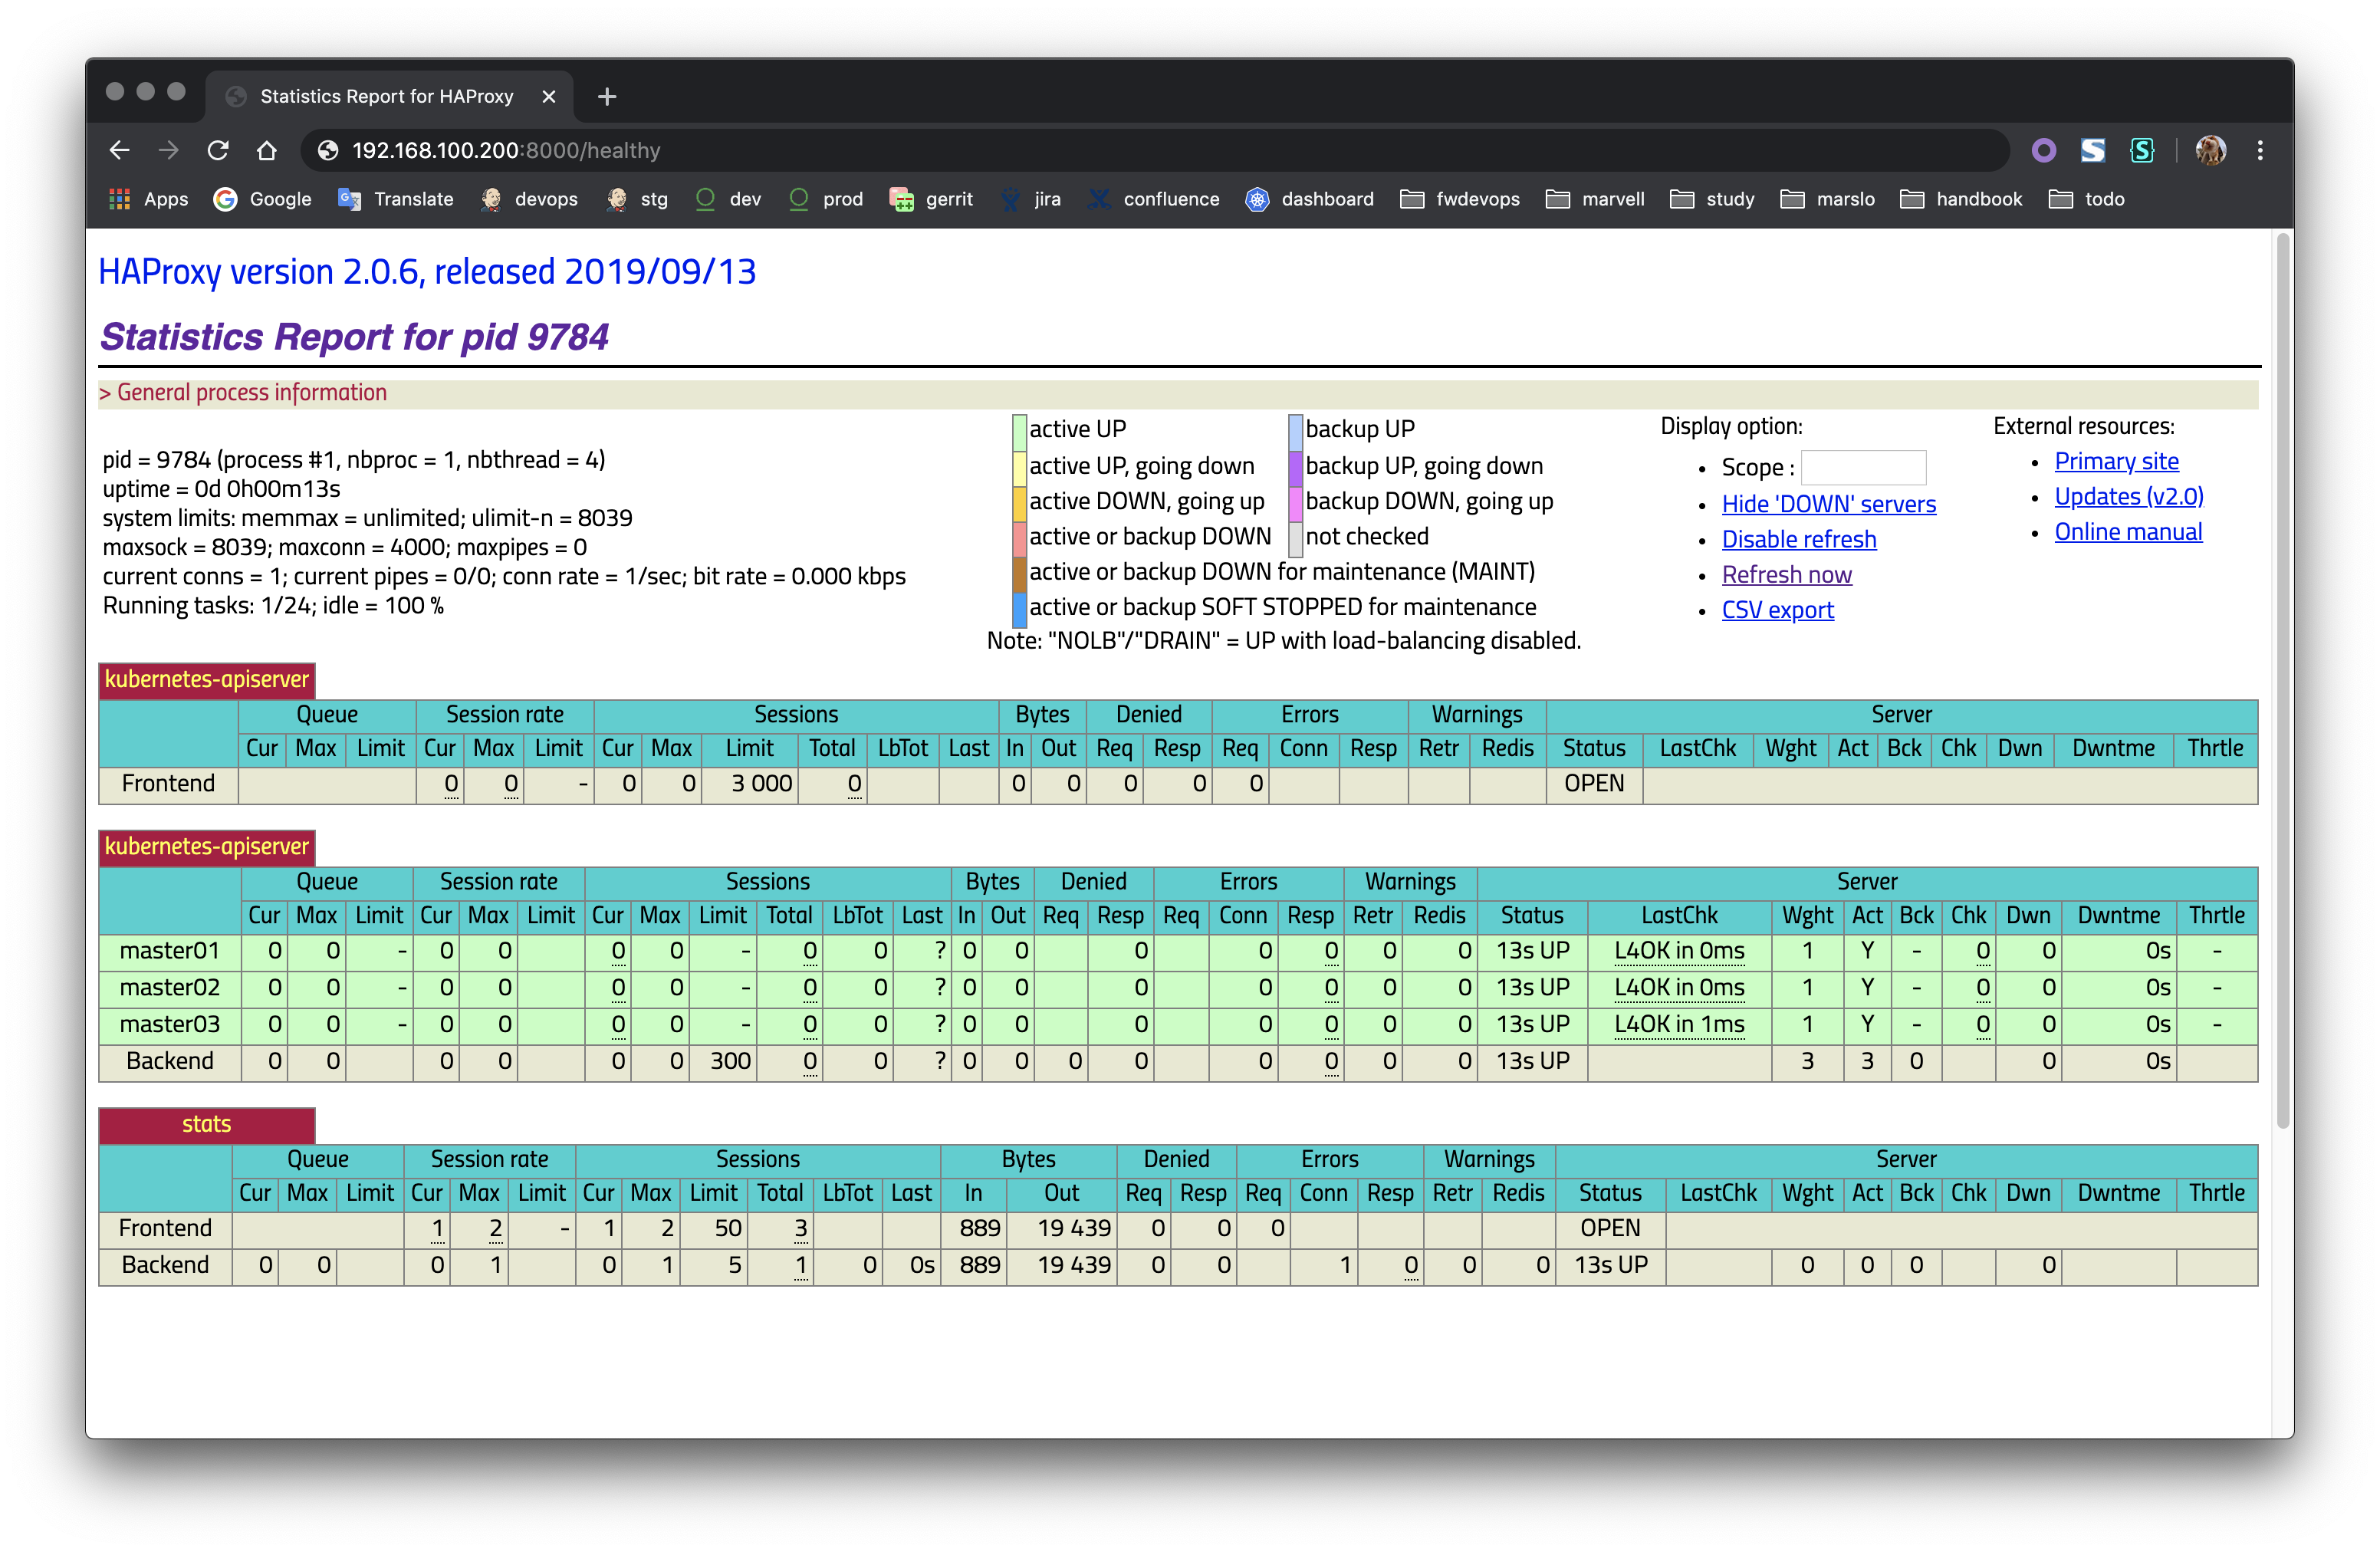 Statistics Report for HAProxy
192.168.100.200:8000/healthy
Apps Google Translate devops stg dev prod gerrit jira confluence dashboard fwdevops marvell study marslo handbook todo
HAProxy version 2.0.6, released 2019/09/13
Statistics Report for pid 9784
> General process information
pid = 9784 (process #1, nbproc = 1, nbthread = 4)
uptime = 0d 0h00m13s
system limits: memmax = unlimited; ulimit-n = 8039
maxsock = 8039; maxconn = 4000; maxpipes = 0
current conns = 1; current pipes = 0/0; conn rate = 1/sec; bit rate = 0.000 kbps
Running tasks: 1/24; idle = 100 %
active UP backup UP
active UP, going down backup UP, going down
active DOWN, going up backup DOWN, going up
active or backup DOWN not checked
active or backup DOWN for maintenance (MAINT)
active or backup SOFT STOPPED for maintenance
Note: "NOLB"/"DRAIN" = UP with load-balancing disabled.
Display option:
• Scope :
• Hide 'DOWN' servers
• Disable refresh
• Refresh now
• CSV export
External resources:
• Primary site
• Updates (v2.0)
• Online manual
kubernetes-apiserver
Queue Session rate Sessions Bytes Denied Errors Warnings Server
Cur Max Limit Cur Max Limit Cur Max Limit Total LbTot Last In Out Req Resp Req Conn Resp Retr Redis Status LastChk Wght Act Bck Chk Dwn Dwntme Thrtle
Frontend 0 0 - 0 0 3 000 0 0 0 0 0 0 OPEN
kubernetes-apiserver
Queue Session rate Sessions Bytes Denied Errors Warnings Server
Cur Max Limit Cur Max Limit Cur Max Limit Total LbTot Last In Out Req Resp Req Conn Resp Retr Redis Status LastChk Wght Act Bck Chk Dwn Dwntme Thrtle
master01 0 0 - 0 0 0 0 - 0 0 ? 0 0 0 0 0 0 0 13s UP L4OK in 0ms 1 Y - 0 0 0s -
master02 0 0 - 0 0 0 0 - 0 0 ? 0 0 0 0 0 0 0 13s UP L4OK in 0ms 1 Y - 0 0 0s -
master03 0 0 - 0 0 0 0 - 0 0 ? 0 0 0 0 0 0 0 13s UP L4OK in 1ms 1 Y - 0 0 0s -
Backend 0 0 0 0 0 0 300 0 0 ? 0 0 0 0 0 0 0 0 13s UP 3 3 0 0 0s
stats
Queue Session rate Sessions Bytes Denied Errors Warnings Server
Cur Max Limit Cur Max Limit Cur Max Limit Total LbTot Last In Out Req Resp Req Conn Resp Retr Redis Status LastChk Wght Act Bck Chk Dwn Dwntme Thrtle
Frontend 1 2 - 1 2 50 3 889 19 439 0 0 0 OPEN
Backend 0 0 0 1 0 1 5 1 0 0s 889 19 439 0 0 1 0 0 0 13s UP 0 0 0 0